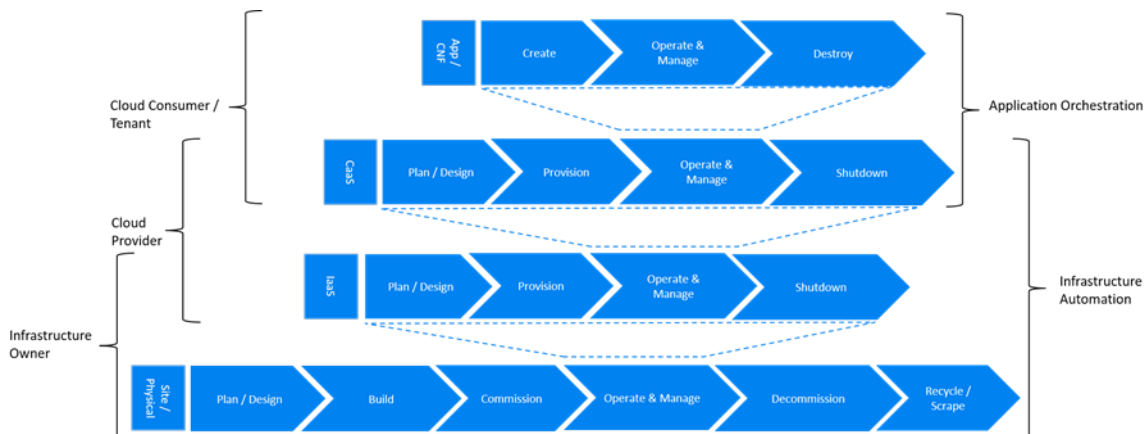 App /
CNF
Create
Operate &
Manage
Destroy
Cloud Consumer /
Tenant
Application Orchestration
CaaS
Plan / Design
Provision
Operate &
Manage
Shutdown
Cloud
Provider
IaaS
Plan / Design
Provision
Operate &
Manage
Shutdown
Infrastructure
Automation
Infrastructure
Owner
Site /
Physical
Plan / Design
Build
Commission
Operate & Manage
Decommission
Recycle /
Scrape